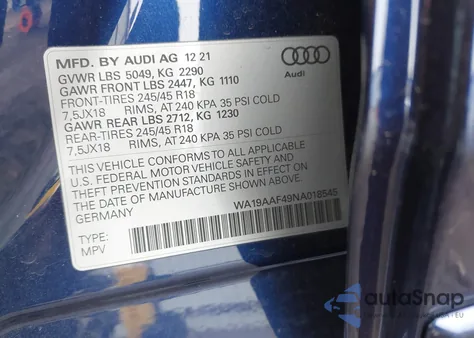 MFD. BY AUDI AG 12 21
GVWR LBS 5049, KG 2290
GAWR FRONT LBS 2447, KG 1110
FRONT-TIRES 245/45 R18
7,5JX18 RIMS, AT 240 KPA 35 PSI COLD
GAWR REAR LBS 2712, KG 1230
REAR-TIRES 245/45 R18
7,5JX18 RIMS, AT 240 KPA 35 PSI COLD
THIS VEHICLE CONFORMS TO ALL APPLICABLE
U.S. FEDERAL MOTOR VEHICLE SAFETY AND
THEFT PREVENTION STANDARDS IN EFFECT ON
THE DATE OF MANUFACTURE SHOWN ABOVE
GERMANY
WA19AAF49NA018545
TYPE:
MPV
Audi
autoSnap